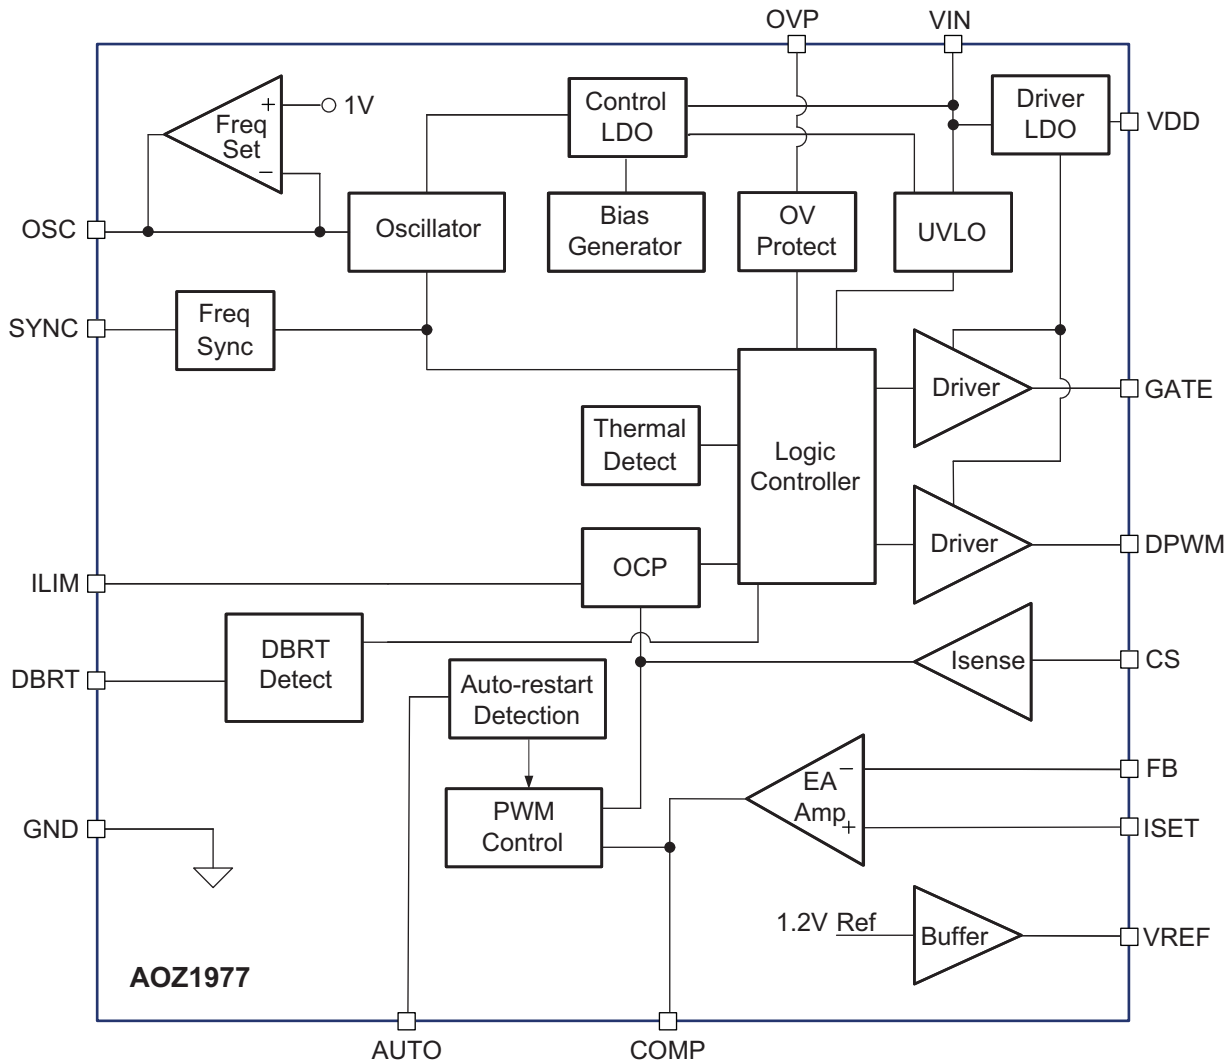 OVP
VIN
Freq
Set
+
−
1V
Control
LDO
Driver
LDO
VDD
OSC
Oscillator
Bias
Generator
OV
Protect
UVLO
SYNC
Freq
Sync
Driver
GATE
Thermal
Detect
Logic
Controller
Driver
DPWM
ILIM
OCP
DBRT
DBRT
Detect
Auto-restart
Detection
Isense
CS
PWM
Control
−
EA
Amp
+
FB
ISET
GND
1.2V Ref
Buffer
VREF
AOZ1977
AUTO
COMP